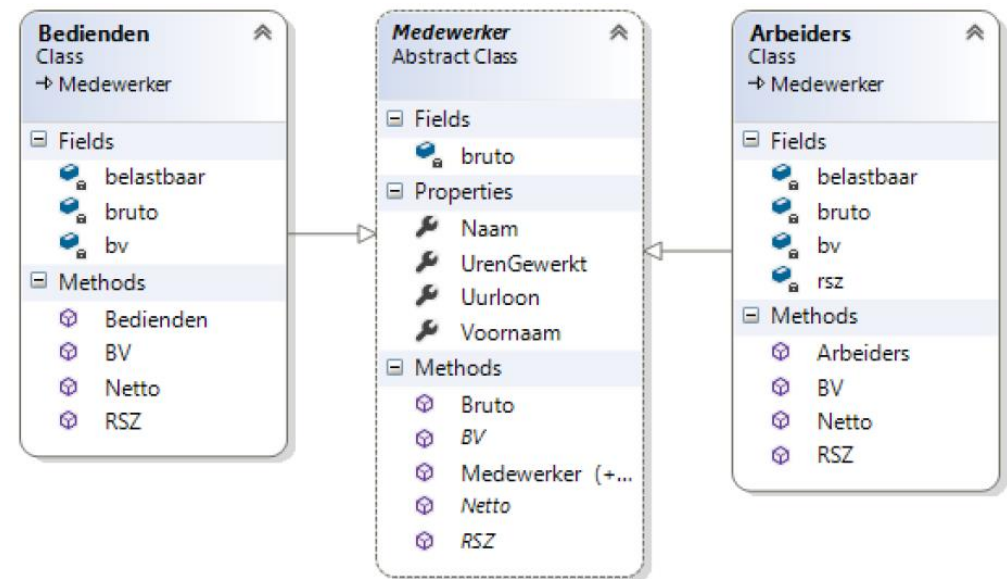 Bedienden
Class
Medewerker
Fields
belastbaar
bruto
bv
Methods
Bedienden
BV
Netto
RSZ
Medewerker
Abstract Class
Fields
bruto
Properties
Naam
UrenGewerkt
Uurloon
Voornaam
Methods
Bruto
BV
Medewerker (+...
Netto
RSZ
Arbeiders
Class
Medewerker
Fields
belastbaar
bruto
bv
rsz
Methods
Arbeiders
BV
Netto
RSZ